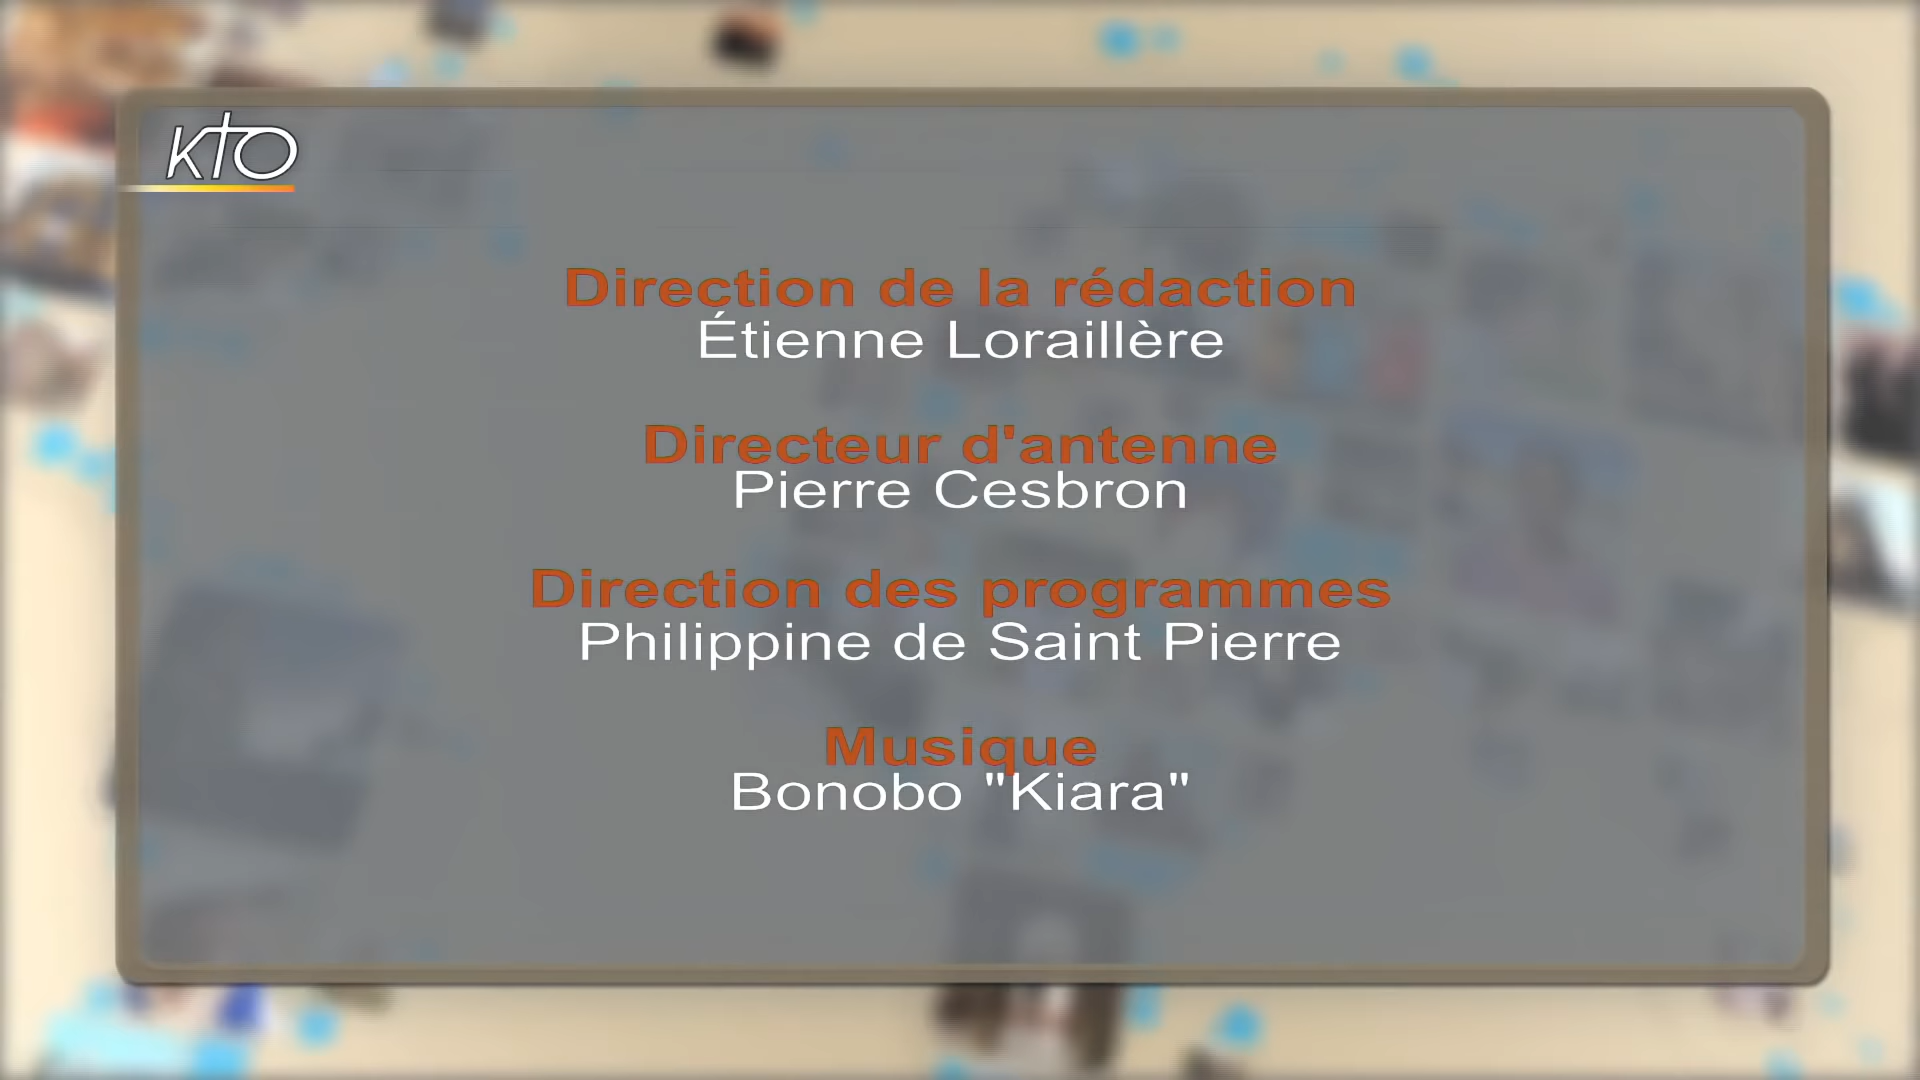 KTO
Direction de la rédaction
Étienne Loraillère
Directeur d'antenne
Pierre Cesbron
Direction des programmes
Philippine de Saint Pierre
Musique
Bonobo "Kiara"